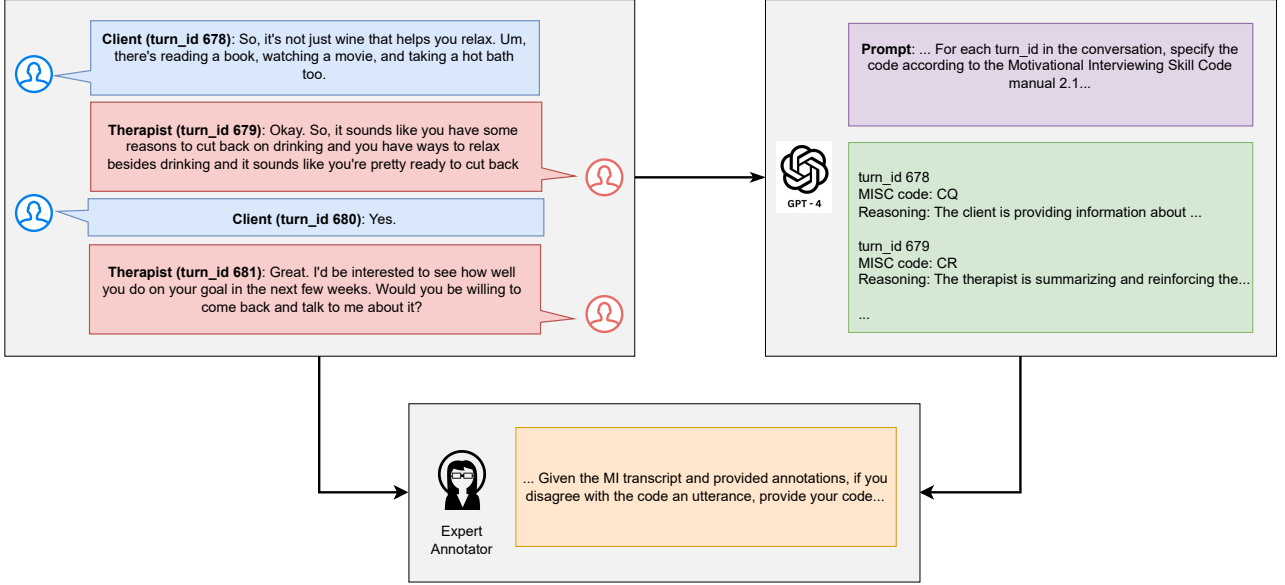 Client (turn_id 678): So, it's not just wine that helps you relax. Um,
there's reading a book, watching a movie, and taking a hot bath
too.
Therapist (turn_id 679): Okay. So, it sounds like you have some
reasons to cut back on drinking and you have ways to relax
besides drinking and it sounds like you're pretty ready to cut back
Client (turn_id 680): Yes.
Therapist (turn_id 681): Great. I'd be interested to see how well
you do on your goal in the next few weeks. Would you be willing to
come back and talk to me about it?
Prompt: ... For each turn_id in the conversation, specify the
code according to the Motivational Interviewing Skill Code
manual 2.1...
GPT - 4
turn_id 678
MISC code: CQ
Reasoning: The client is providing information about ...
turn_id 679
MISC code: CR
Reasoning: The therapist is summarizing and reinforcing the...
...
Expert
Annotator
... Given the MI transcript and provided annotations, if you
disagree with the code an utterance, provide your code...